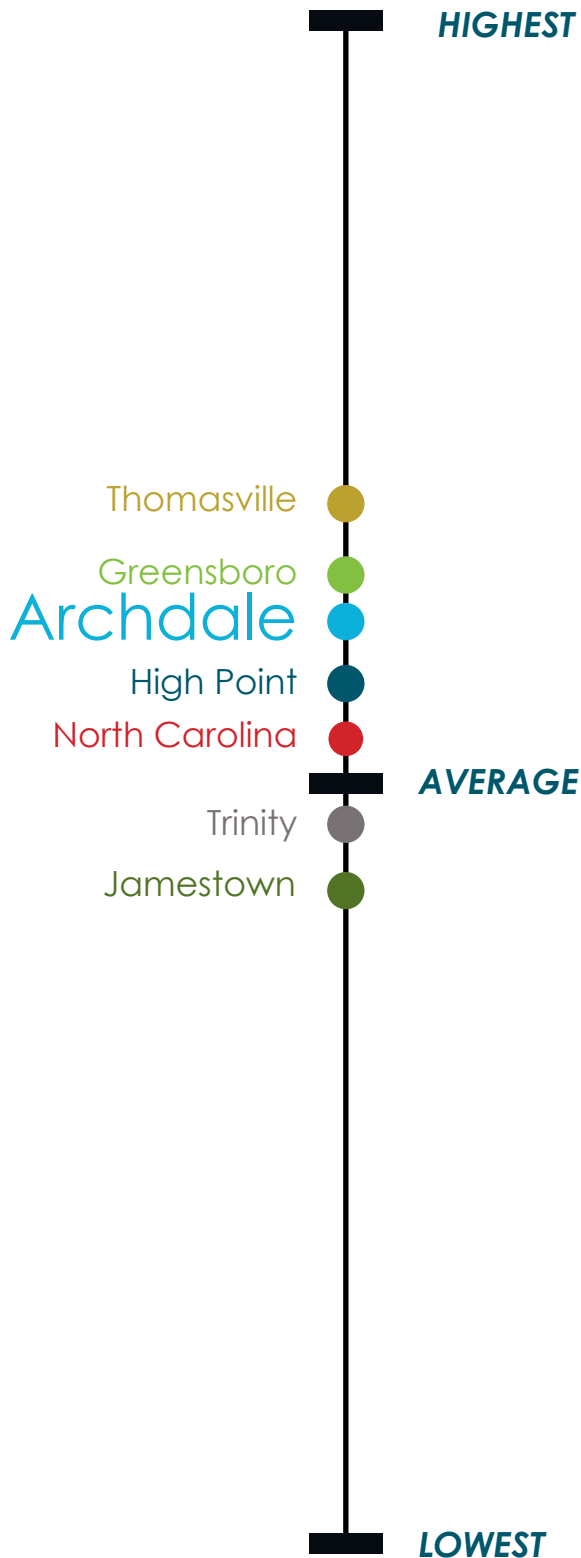 HIGHEST
Thomasville
Greensboro
Archdale
High Point
North Carolina
AVERAGE
Trinity
Jamestown
LOWEST